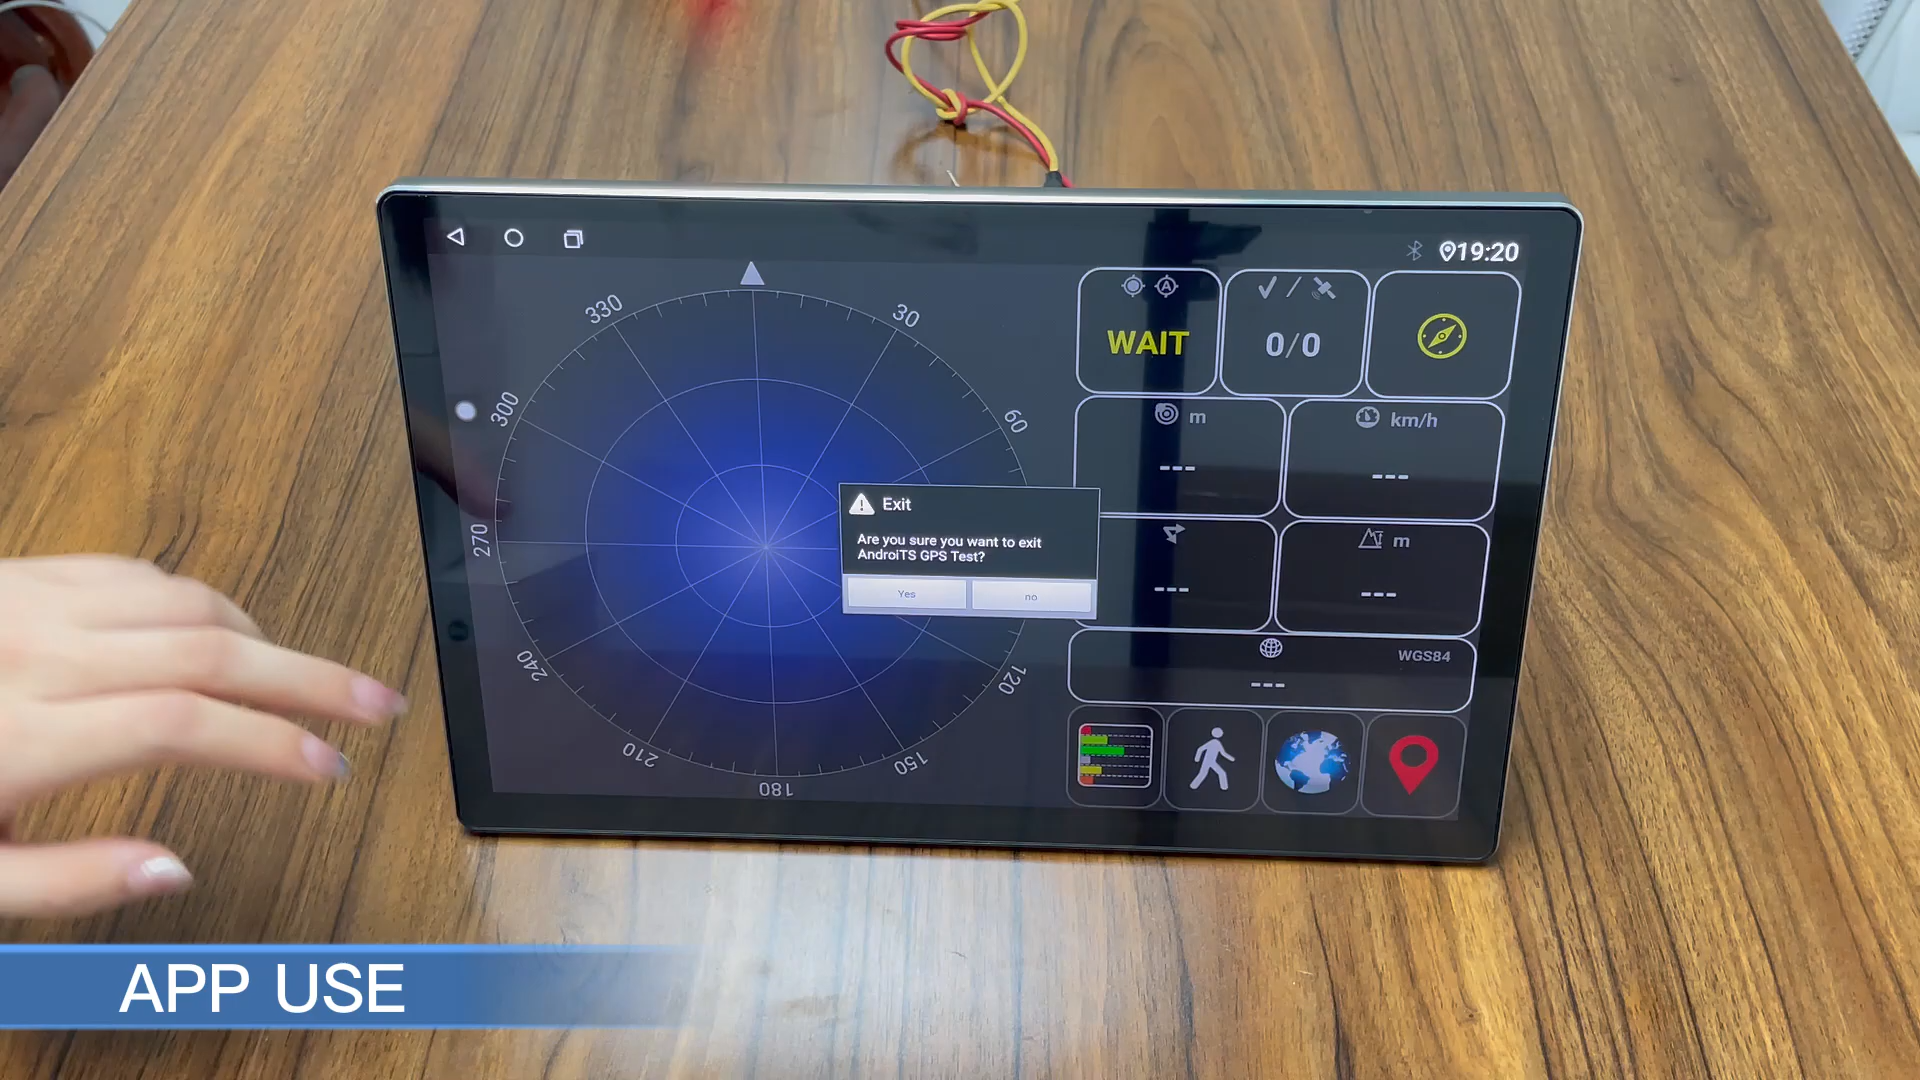 19:20
330
30
300
60
270
240
120
210
150
180
WAIT
0/0
m
---
km/h
---
---
m
---
WGS84
---
Exit
Are you sure you want to exit
AndroiTS GPS Test?
Yes
no
APP USE